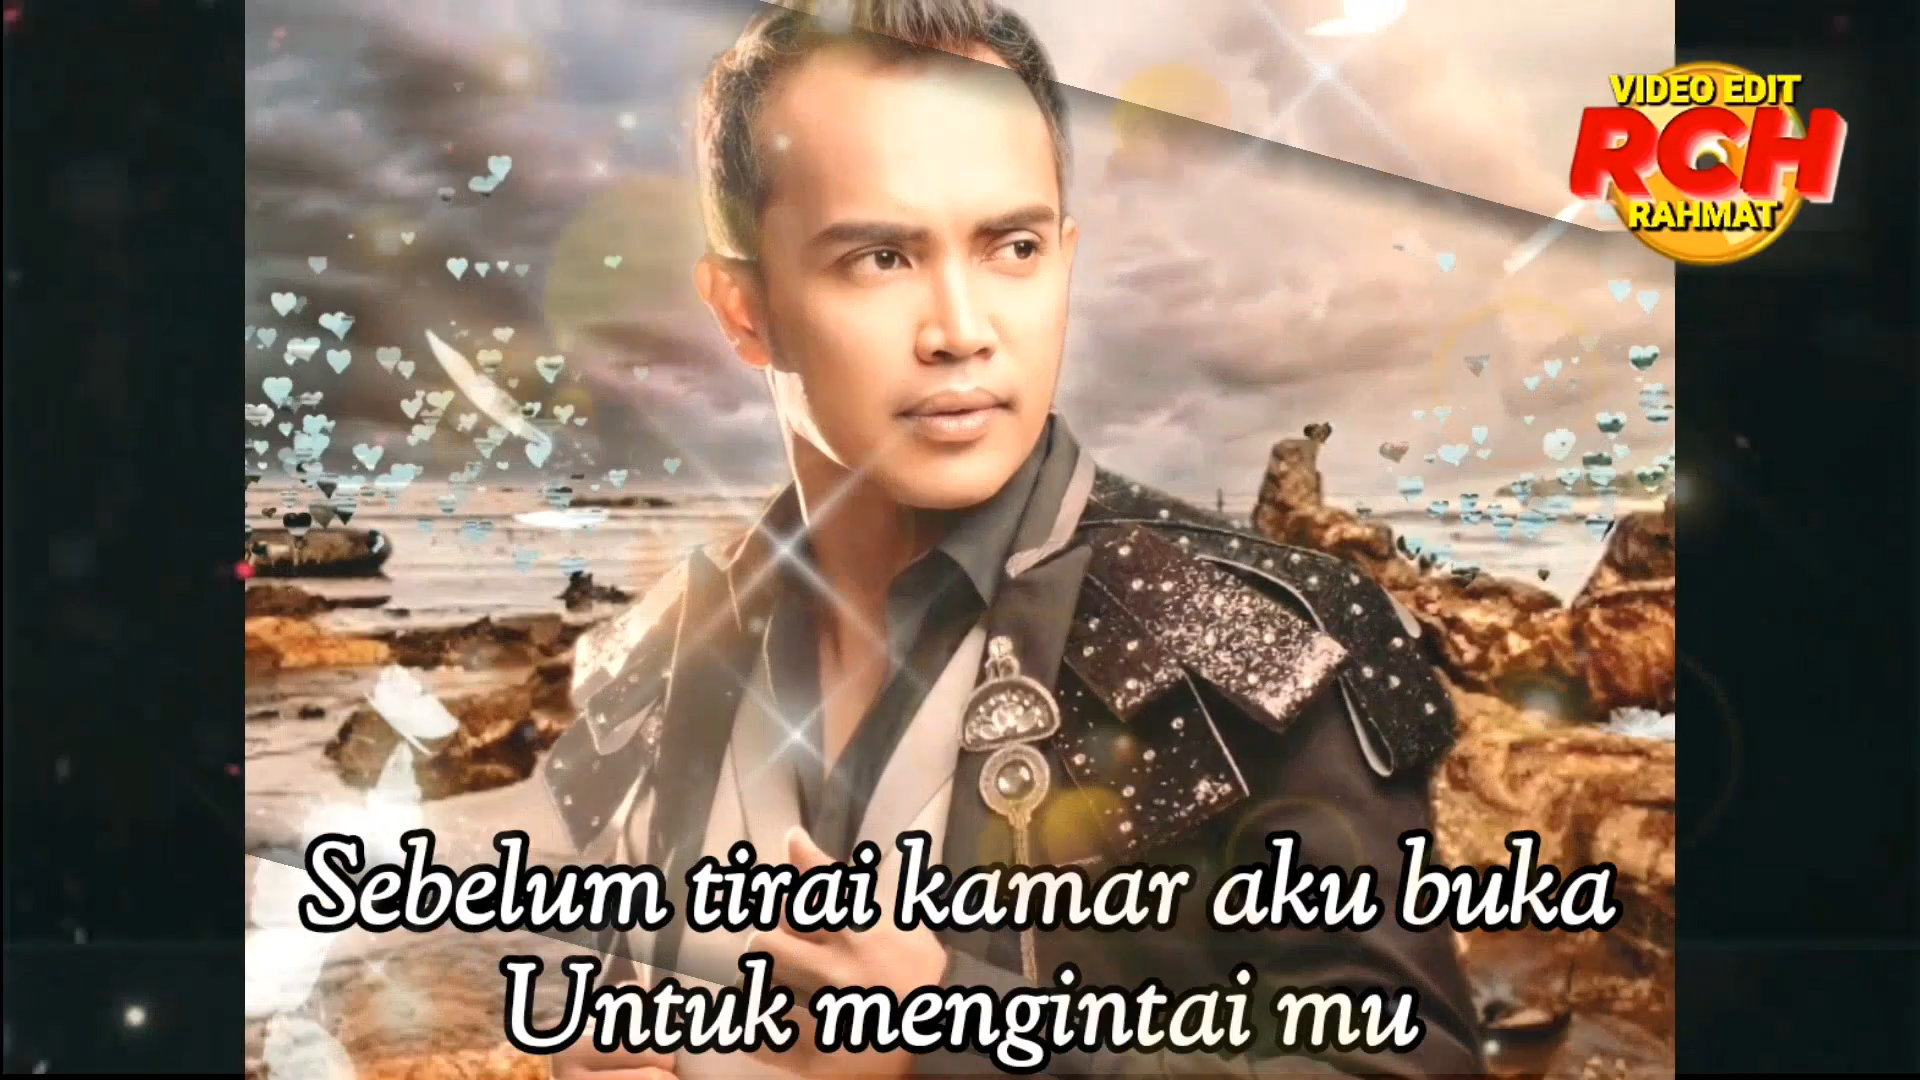 VIDEO EDIT
RCH
RAHMAT
Sebelum tirai kamar aku buka
Untuk mengintai mu